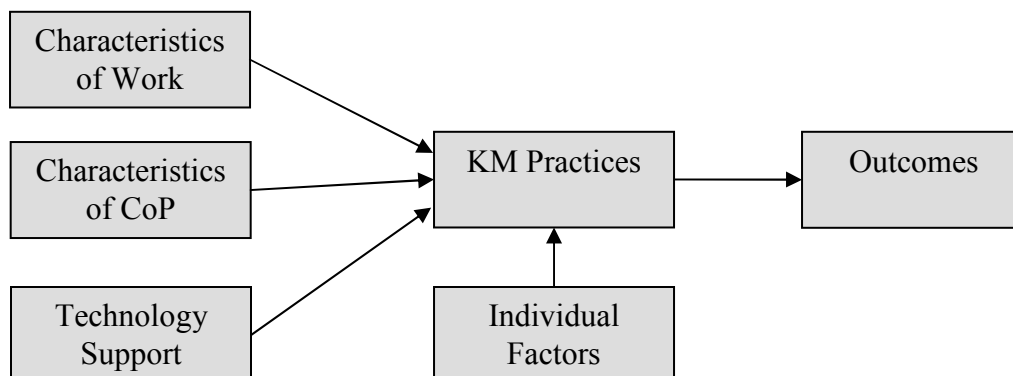 Characteristics
of Work
Characteristics
of CoP
Technology
Support
KM Practices
Individual
Factors
Outcomes